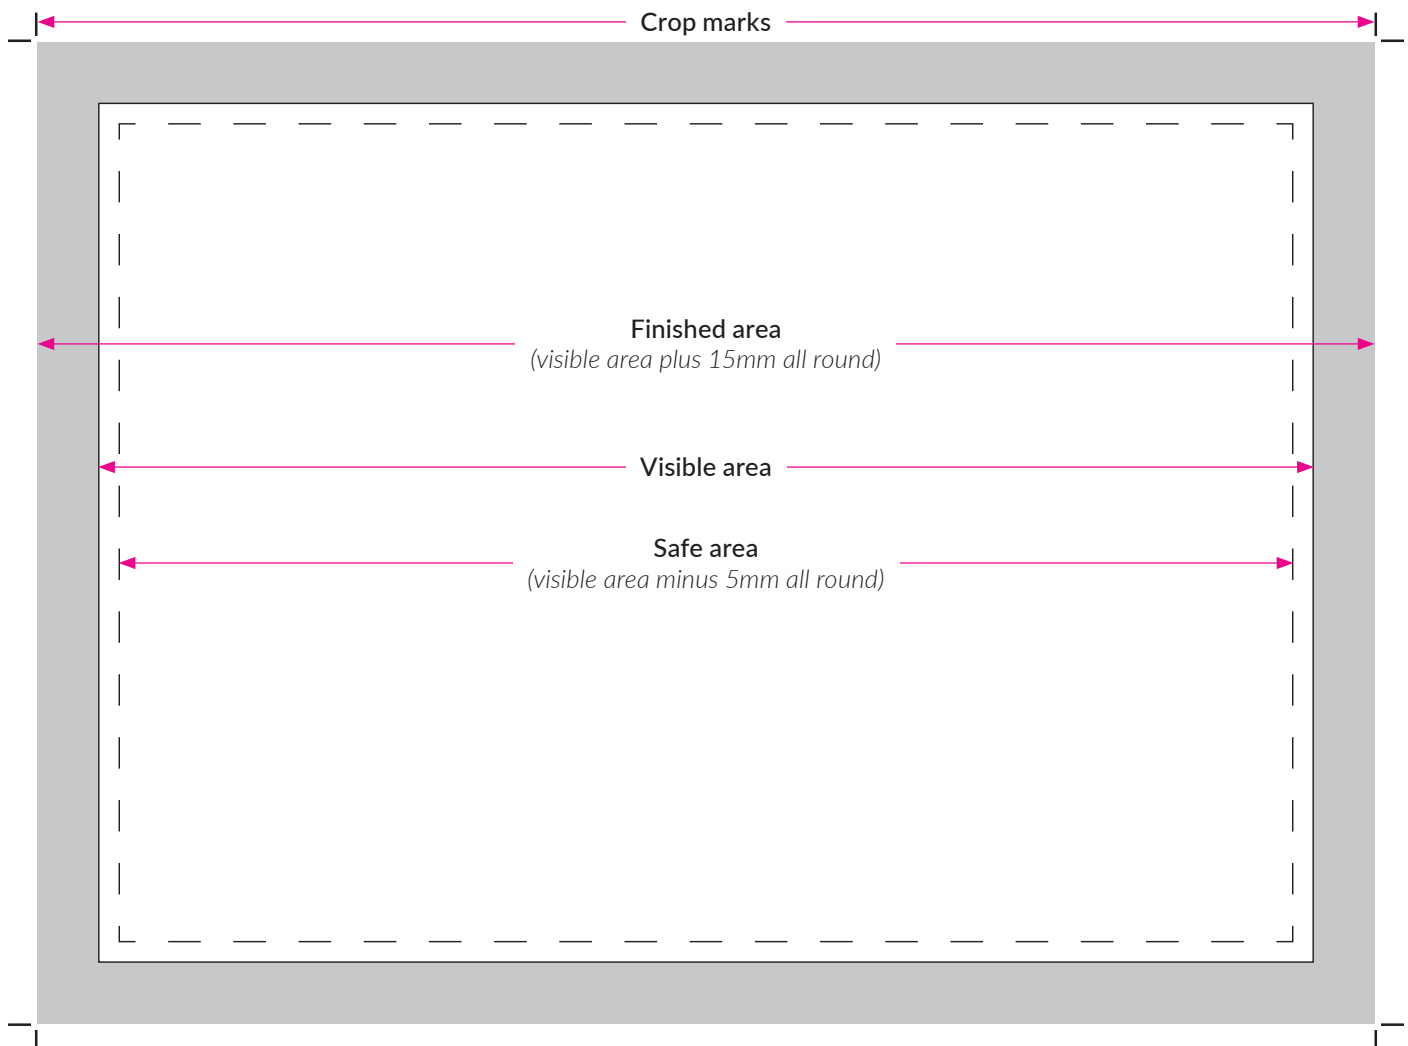 Crop marks
Finished area
(visible area plus 15mm all round)
Visible area
Safe area
(visible area minus 5mm all round)